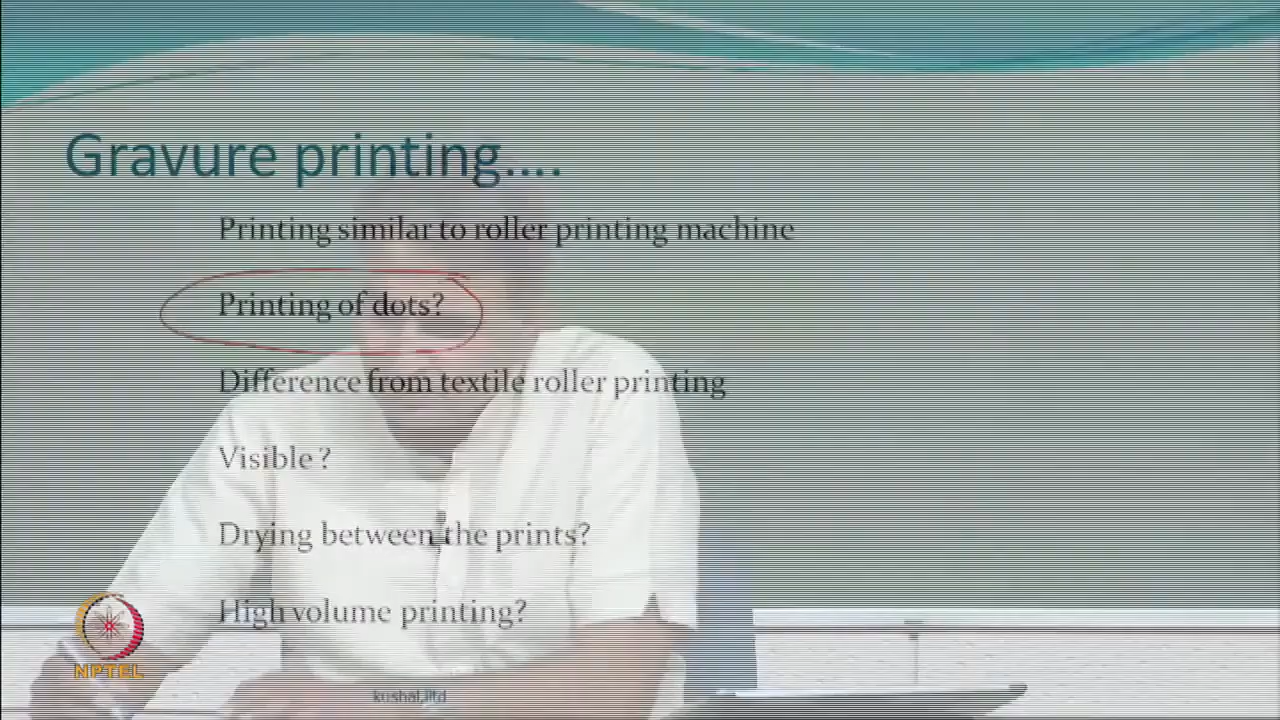 Gravure printing....
Printing similar to roller printing machine
Printing of dots?
Difference from textile roller printing
Visible ?
Drying between the prints?
High volume printing?
NPTEL
kushal,iitd